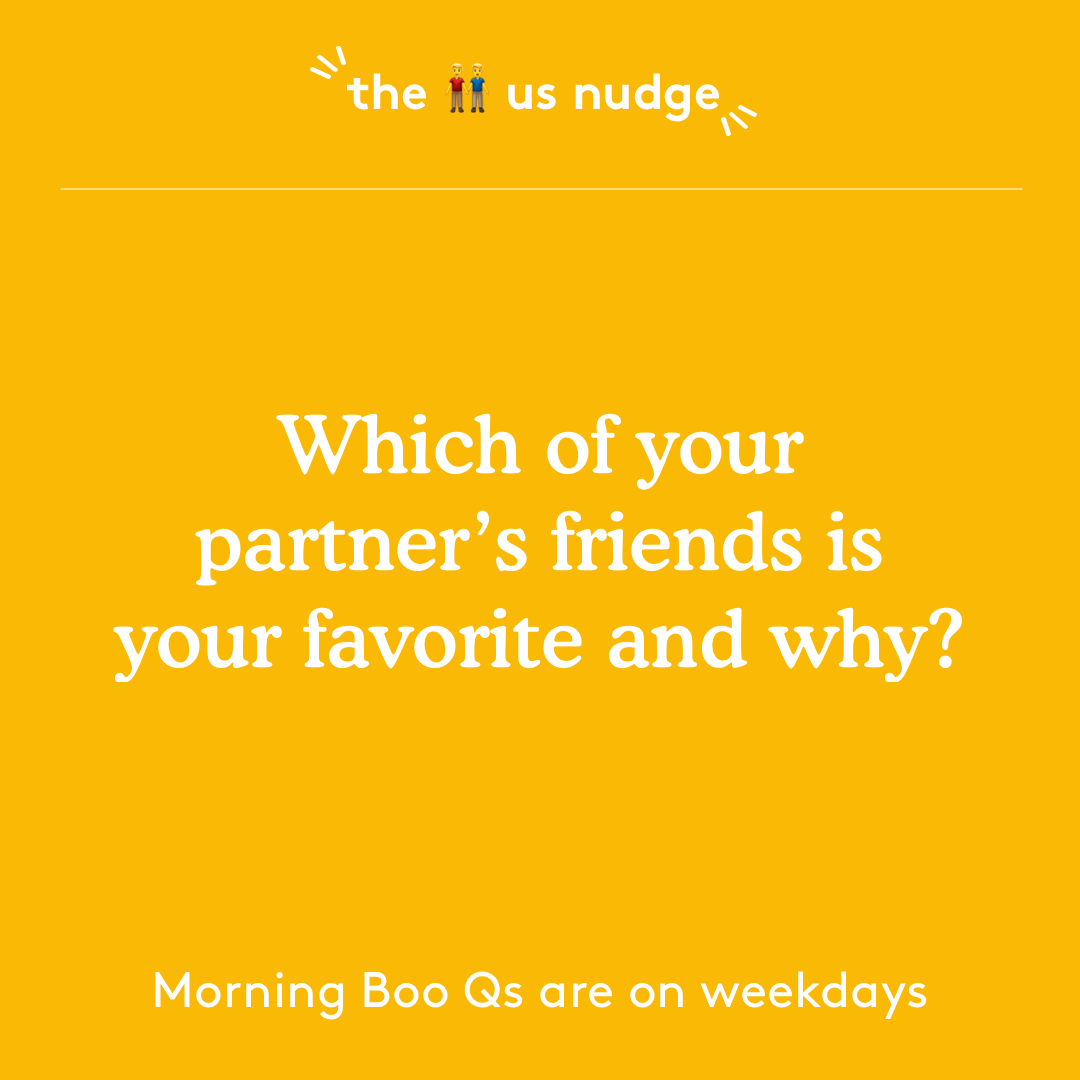 the 👬 us nudge
Which of your
partner’s friends is
your favorite and why?
Morning Boo Qs are on weekdays